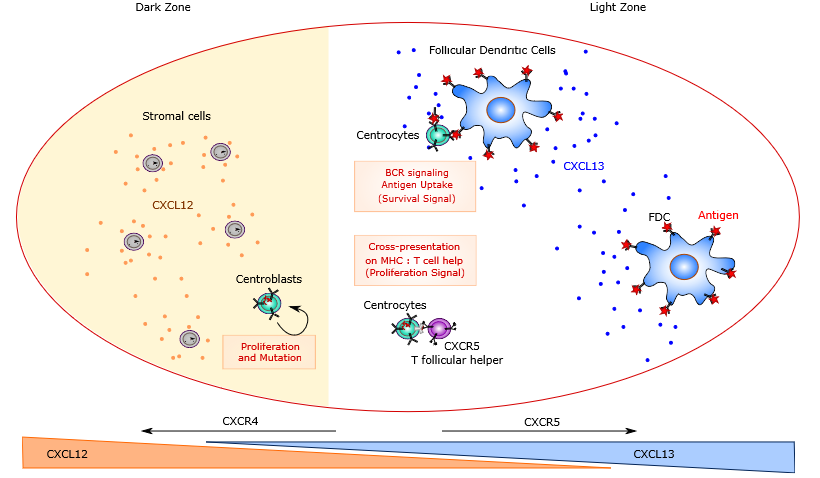 Dark Zone
Light Zone
Follicular Dendritic Cells
Stromal cells
Centrocytes
CXCL13
BCR signaling
Antigen Uptake
(Survival Signal)
CXCL12
FDC
Antigen
Cross-presentation
on MHC : T cell help
(Proliferation Signal)
Centroblasts
Centrocytes
Proliferation
and Mutation
CXCR5
T follicular helper
CXCR4
CXCR5
CXCL12
CXCL13